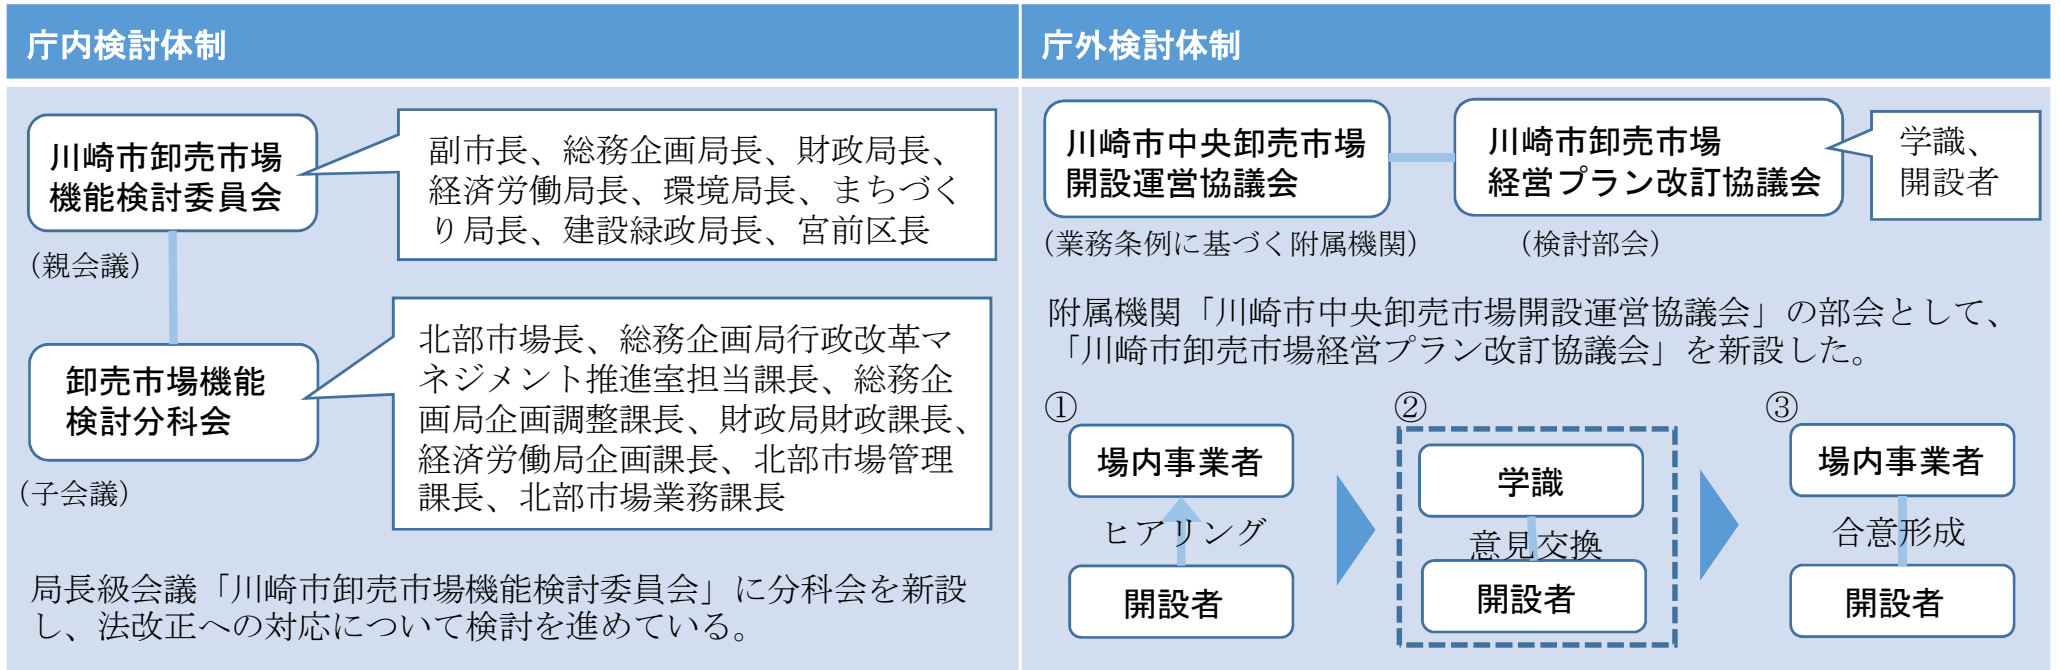 庁内検討体制
川崎市卸売市場
機能検討委員会
（親会議）
副市長、総務企画局長、財政局長、
経済労働局長、環境局長、まちづく
り局長、建設緑政局長、宮前区長
卸売市場機能
検討分科会
（子会議）
北部市場長、総務企画局行政改革マ
ネジメント推進室担当課長、総務企
画局企画調整課長、財政局財政課長、
経済労働局企画課長、北部市場管理
課長、北部市場業務課長
局長級会議「川崎市卸売市場機能検討委員会」に分科会を新設
し、法改正への対応について検討を進めている。
庁外検討体制
川崎市中央卸売市場
開設運営協議会
（業務条例に基づく附属機関）
川崎市卸売市場
経営プラン改訂協議会
（検討部会）
学識、
開設者
附属機関「川崎市中央卸売市場開設運営協議会」の部会として、
「川崎市卸売市場経営プラン改訂協議会」を新設した。
①
場内事業者
ヒアリング
開設者
②
学識
意見交換
開設者
③
場内事業者
合意形成
開設者